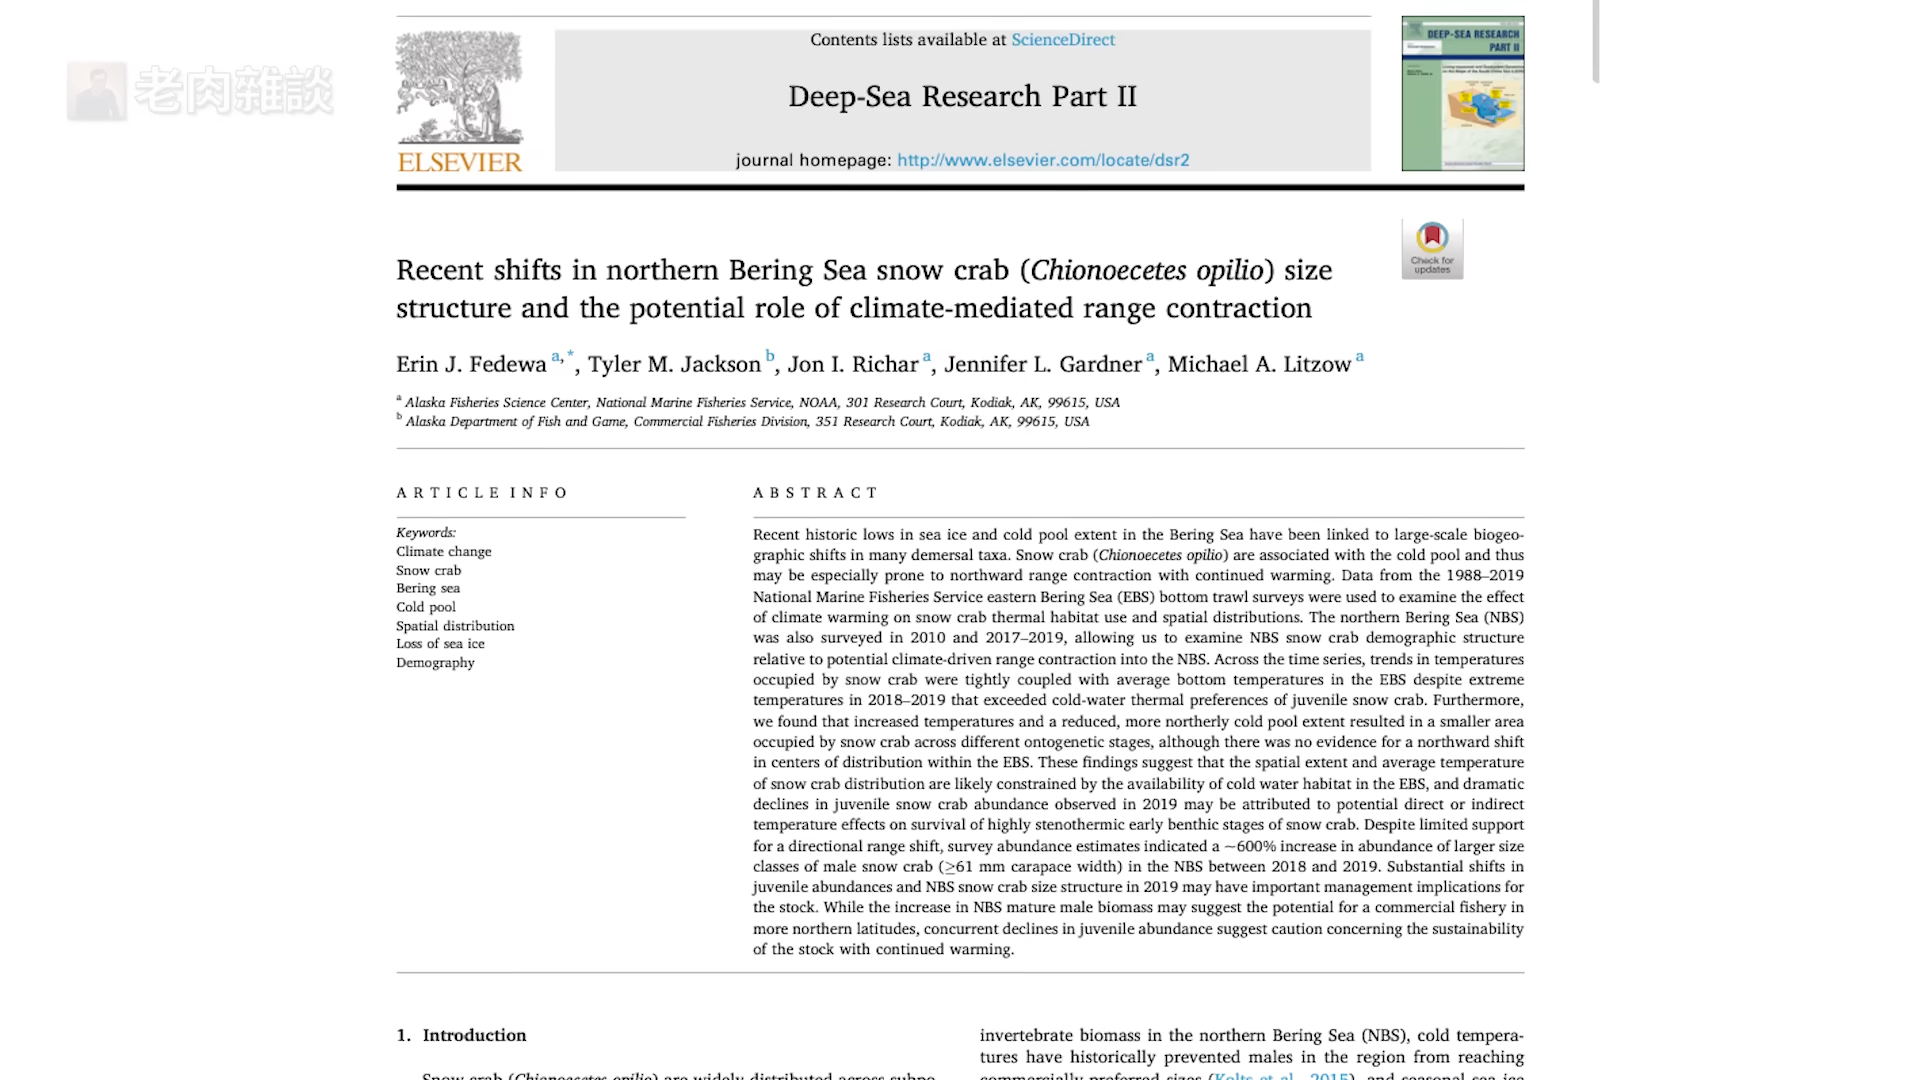 老肉雜談
Contents lists available at ScienceDirect
Deep-Sea Research Part II
journal homepage: http://www.elsevier.com/locate/dsr2
ELSEVIER
DEEP-SEA RESEARCH
PART II
Check for
updates
Recent shifts in northern Bering Sea snow crab (Chionoecetes opilio) size
structure and the potential role of climate-mediated range contraction
Erin J. Fedewa a,*, Tyler M. Jackson b, Jon I. Richar a, Jennifer L. Gardner a, Michael A. Litzow a
a Alaska Fisheries Science Center, National Marine Fisheries Service, NOAA, 301 Research Court, Kodiak, AK, 99615, USA
b Alaska Department of Fish and Game, Commercial Fisheries Division, 351 Research Court, Kodiak, AK, 99615, USA
ARTICLE INFO
Keywords:
Climate change
Snow crab
Bering sea
Cold pool
Spatial distribution
Loss of sea ice
Demography
ABSTRACT
Recent historic lows in sea ice and cold pool extent in the Bering Sea have been linked to large-scale biogeo-
graphic shifts in many demersal taxa. Snow crab (Chionoecetes opilio) are associated with the cold pool and thus
may be especially prone to northward range contraction with continued warming. Data from the 1988–2019
National Marine Fisheries Service eastern Bering Sea (EBS) bottom trawl surveys were used to examine the effect
of climate warming on snow crab thermal habitat use and spatial distributions. The northern Bering Sea (NBS)
was also surveyed in 2010 and 2017–2019, allowing us to examine NBS snow crab demographic structure
relative to potential climate-driven range contraction into the NBS. Across the time series, trends in temperatures
occupied by snow crab were tightly coupled with average bottom temperatures in the EBS despite extreme
temperatures in 2018–2019 that exceeded cold-water thermal preferences of juvenile snow crab. Furthermore,
we found that increased temperatures and a reduced, more northerly cold pool extent resulted in a smaller area
occupied by snow crab across different ontogenetic stages, although there was no evidence for a northward shift
in centers of distribution within the EBS. These findings suggest that the spatial extent and average temperature
of snow crab distribution are likely constrained by the availability of cold water habitat in the EBS, and dramatic
declines in juvenile snow crab abundance observed in 2019 may be attributed to potential direct or indirect
temperature effects on survival of highly stenothermic early benthic stages of snow crab. Despite limited support
for a directional range shift, survey abundance estimates indicated a ~600% increase in abundance of larger size
classes of male snow crab (≥61 mm carapace width) in the NBS between 2018 and 2019. Substantial shifts in
juvenile abundances and NBS snow crab size structure in 2019 may have important management implications for
the stock. While the increase in NBS mature male biomass may suggest the potential for a commercial fishery in
more northern latitudes, concurrent declines in juvenile abundance suggest caution concerning the sustainability
of the stock with continued warming.
1. Introduction
Snow crab (Chionoecetes opilio) are widely distributed across subpo-
invertebrate biomass in the northern Bering Sea (NBS), cold tempera-
tures have historically prevented males in the region from reaching
commercially preferred sizes (Kolts et al., 2015), and seasonal sea ice